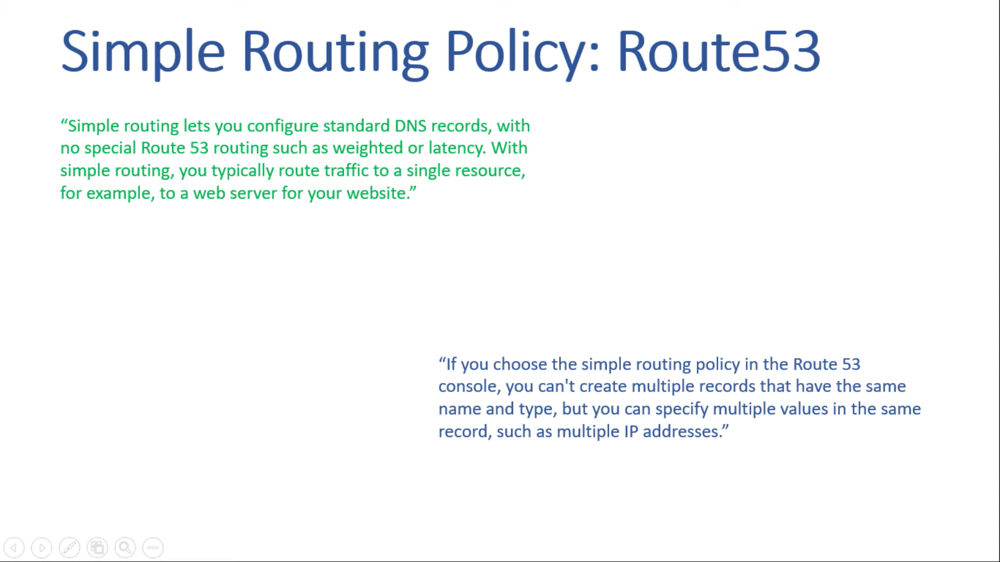 Simple Routing Policy: Route53
“Simple routing lets you configure standard DNS records, with
no special Route 53 routing such as weighted or latency. With
simple routing, you typically route traffic to a single resource,
for example, to a web server for your website.”
“If you choose the simple routing policy in the Route 53
console, you can't create multiple records that have the same
name and type, but you can specify multiple values in the same
record, such as multiple IP addresses.”